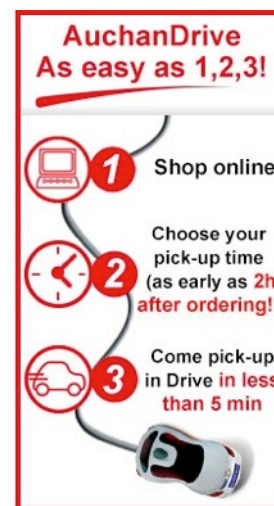 AuchanDrive
As easy as 1,2,3!
1
Shop online
2
Choose your
pick-up time
(as early as 2h
after ordering!
3
Come pick-up
in Drive in less
than 5 min